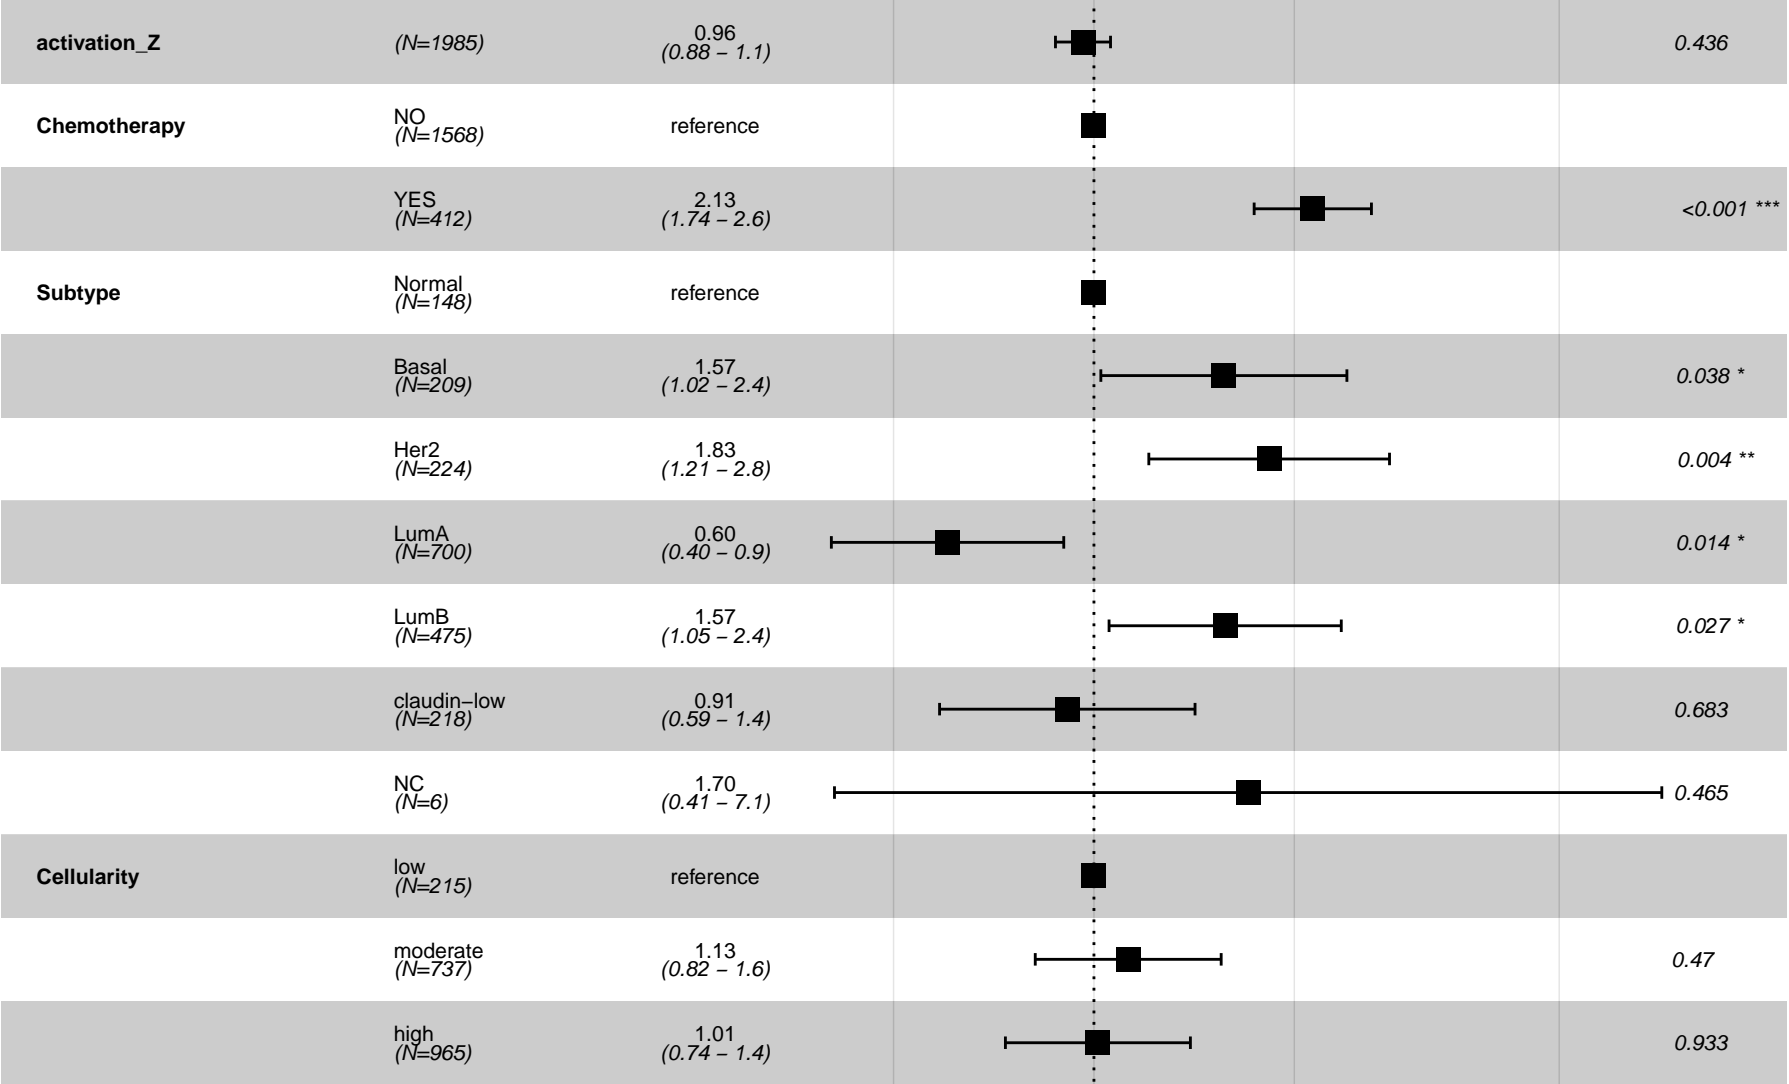 activation_Z (N=1985) 0.96 0.436
(0.88 − 1.1)
Chemotherapy NO reference
(N=1568)
YES 2.13 <0.001 ***
(N=412) (1.74 − 2.6)
Subtype Normal reference
(N=148)
Basal 1.57 0.038 *
(N=209) (1.02 − 2.4)
Her2 1.83 0.004 **
(N=224) (1.21 − 2.8)
LumA 0.60 0.014 *
(N=700) (0.40 − 0.9)
LumB 1.57 0.027 *
(N=475) (1.05 − 2.4)
claudin−low 0.91 0.683
(N=218) (0.59 − 1.4)
NC 1.70 0.465
(N=6) (0.41 − 7.1)
Cellularity low reference
(N=215)
moderate 1.13 0.47
(N=737) (0.82 − 1.6)
high 1.01 0.933
(N=965) (0.74 − 1.4)